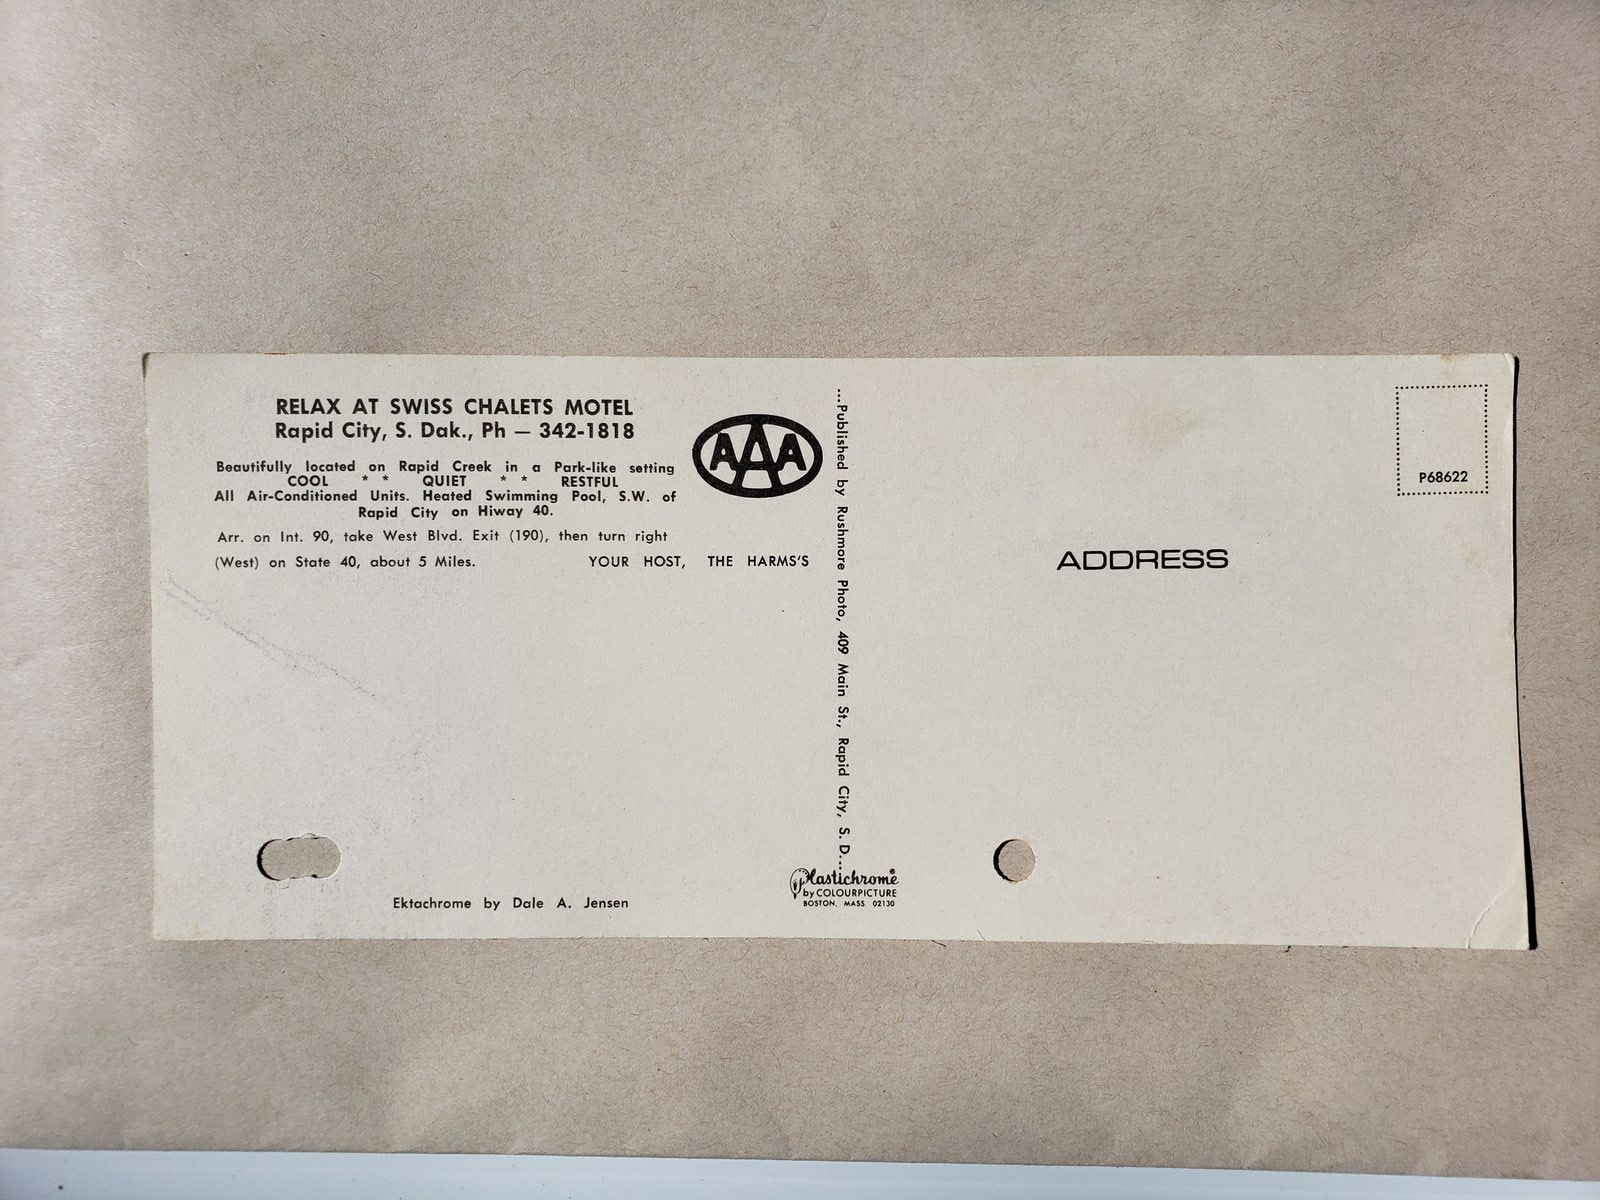 RELAX AT SWISS CHALETS MOTEL
Rapid City, S. Dak., Ph — 342-1818
Beautifully located on Rapid Creek in a Park-like setting
COOL * * QUIET * * RESTFUL
All Air-Conditioned Units. Heated Swimming Pool, S.W. of
Rapid City on Hiway 40.
Arr. on Int. 90, take West Blvd. Exit (190), then turn right
(West) on State 40, about 5 Miles. YOUR HOST, THE HARMS'S
AAA
Ektachrome by Dale A. Jensen
...Published by Rushmore Photo, 409 Main St., Rapid City, S. D...
Plastichrome®
by COLOURPICTURE
BOSTON, MASS. 02130
P68622
ADDRESS